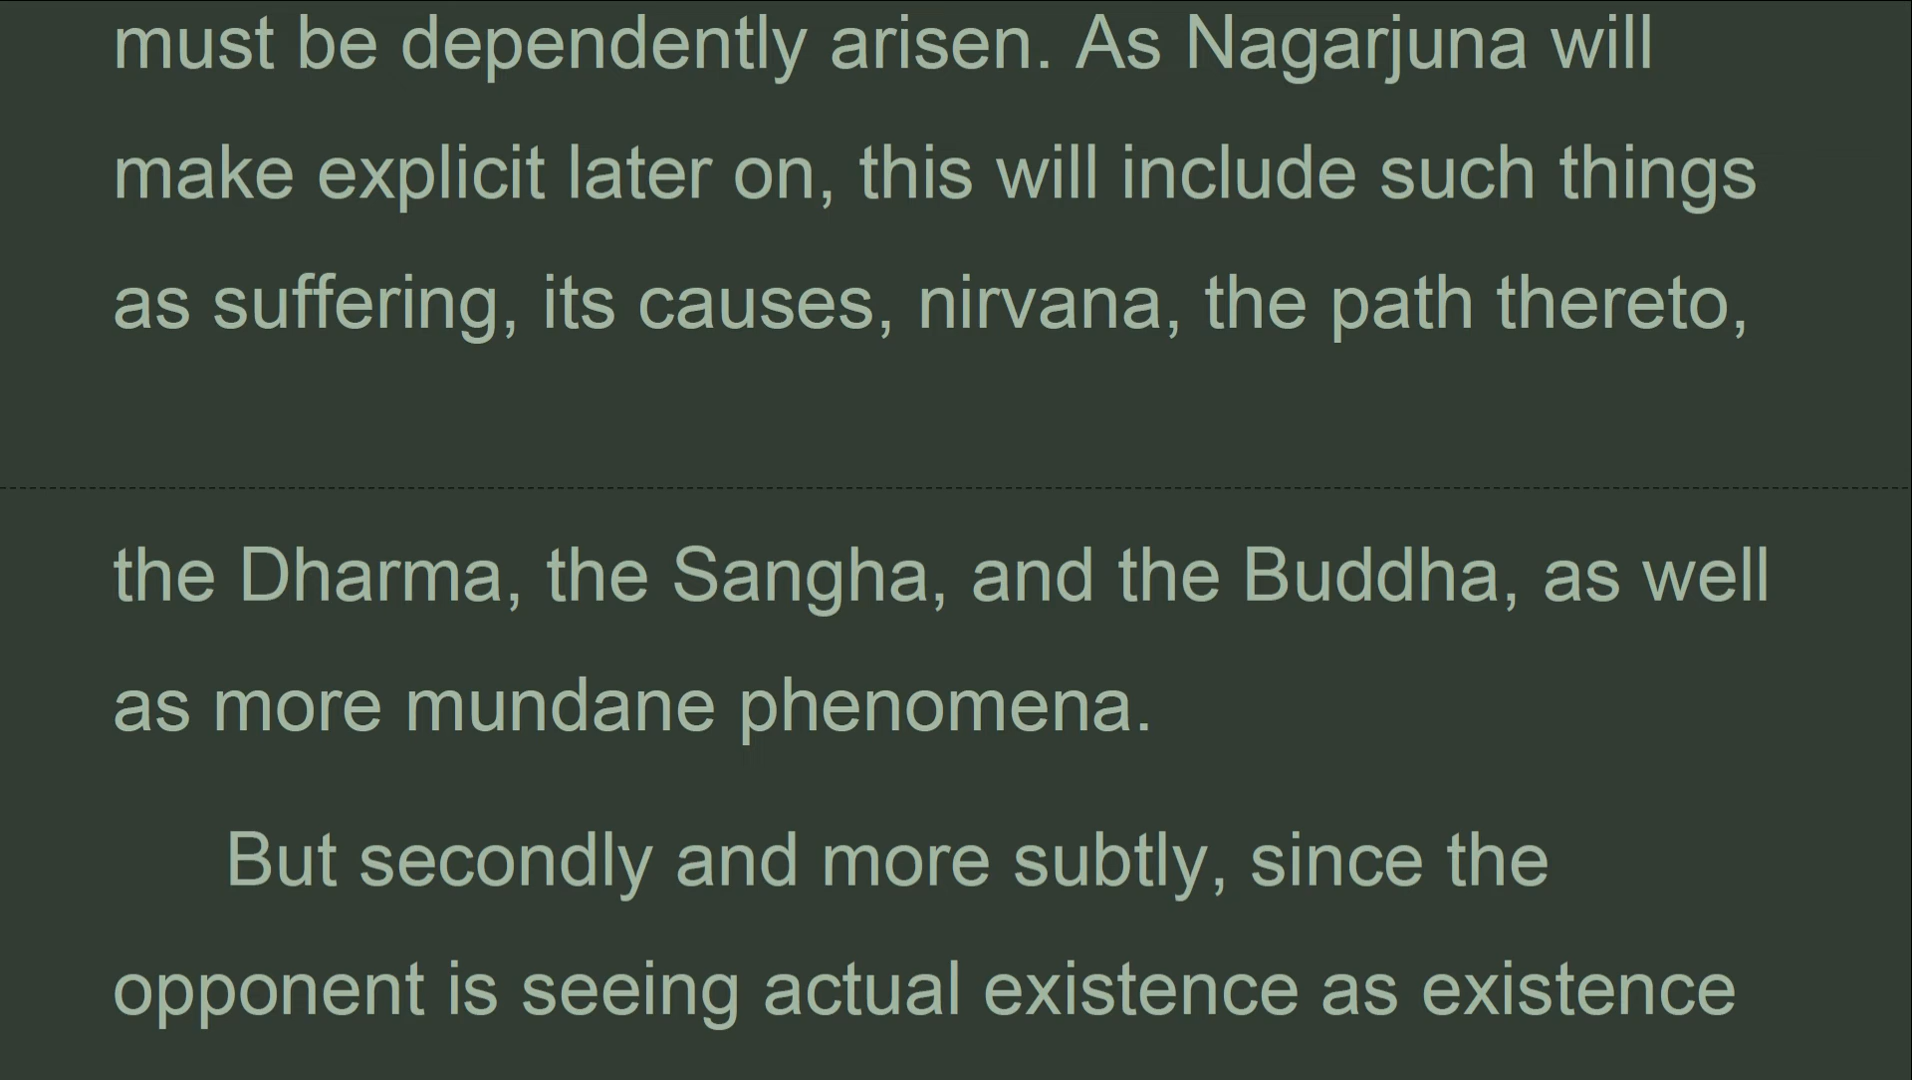 must be dependently arisen. As Nagarjuna will
make explicit later on, this will include such things
as suffering, its causes, nirvana, the path thereto,
the Dharma, the Sangha, and the Buddha, as well
as more mundane phenomena.
But secondly and more subtly, since the
opponent is seeing actual existence as existence